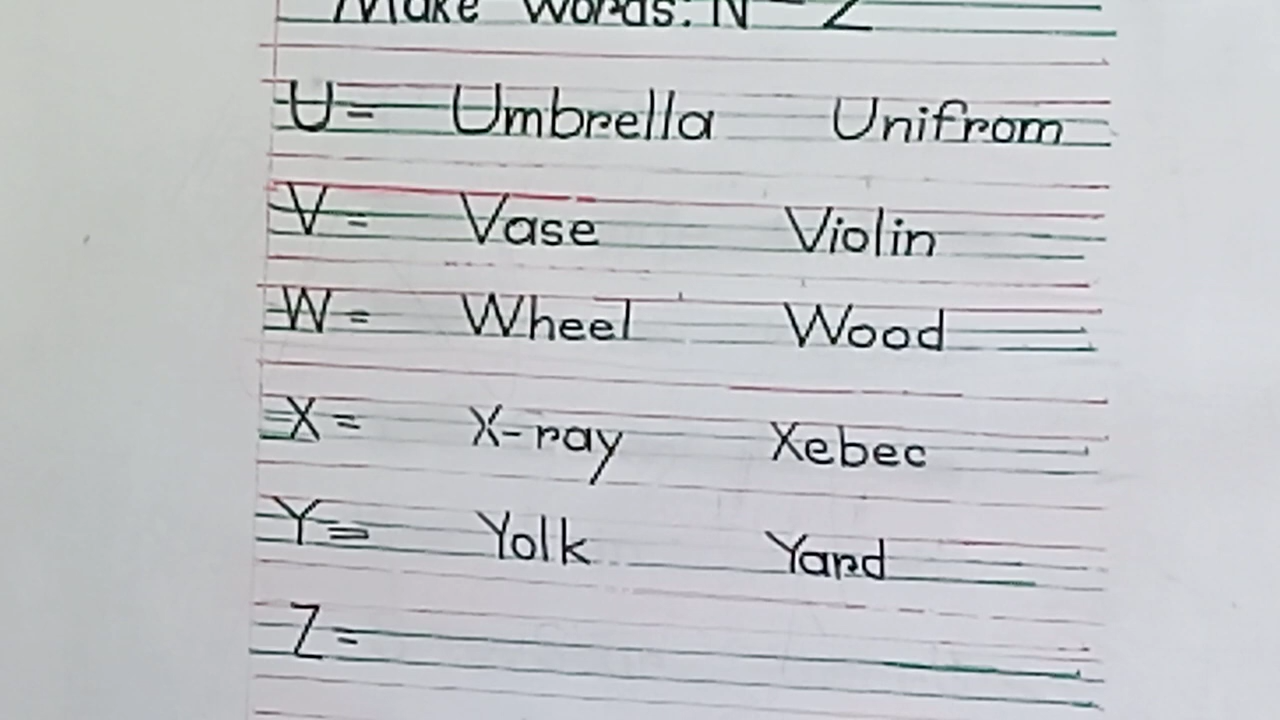 Make Words: N - Z
U = Umbrella Unifrom
V = Vase Violin
W = Wheel Wood
X = X-ray Xebec
Y = Yolk Yard
Z =